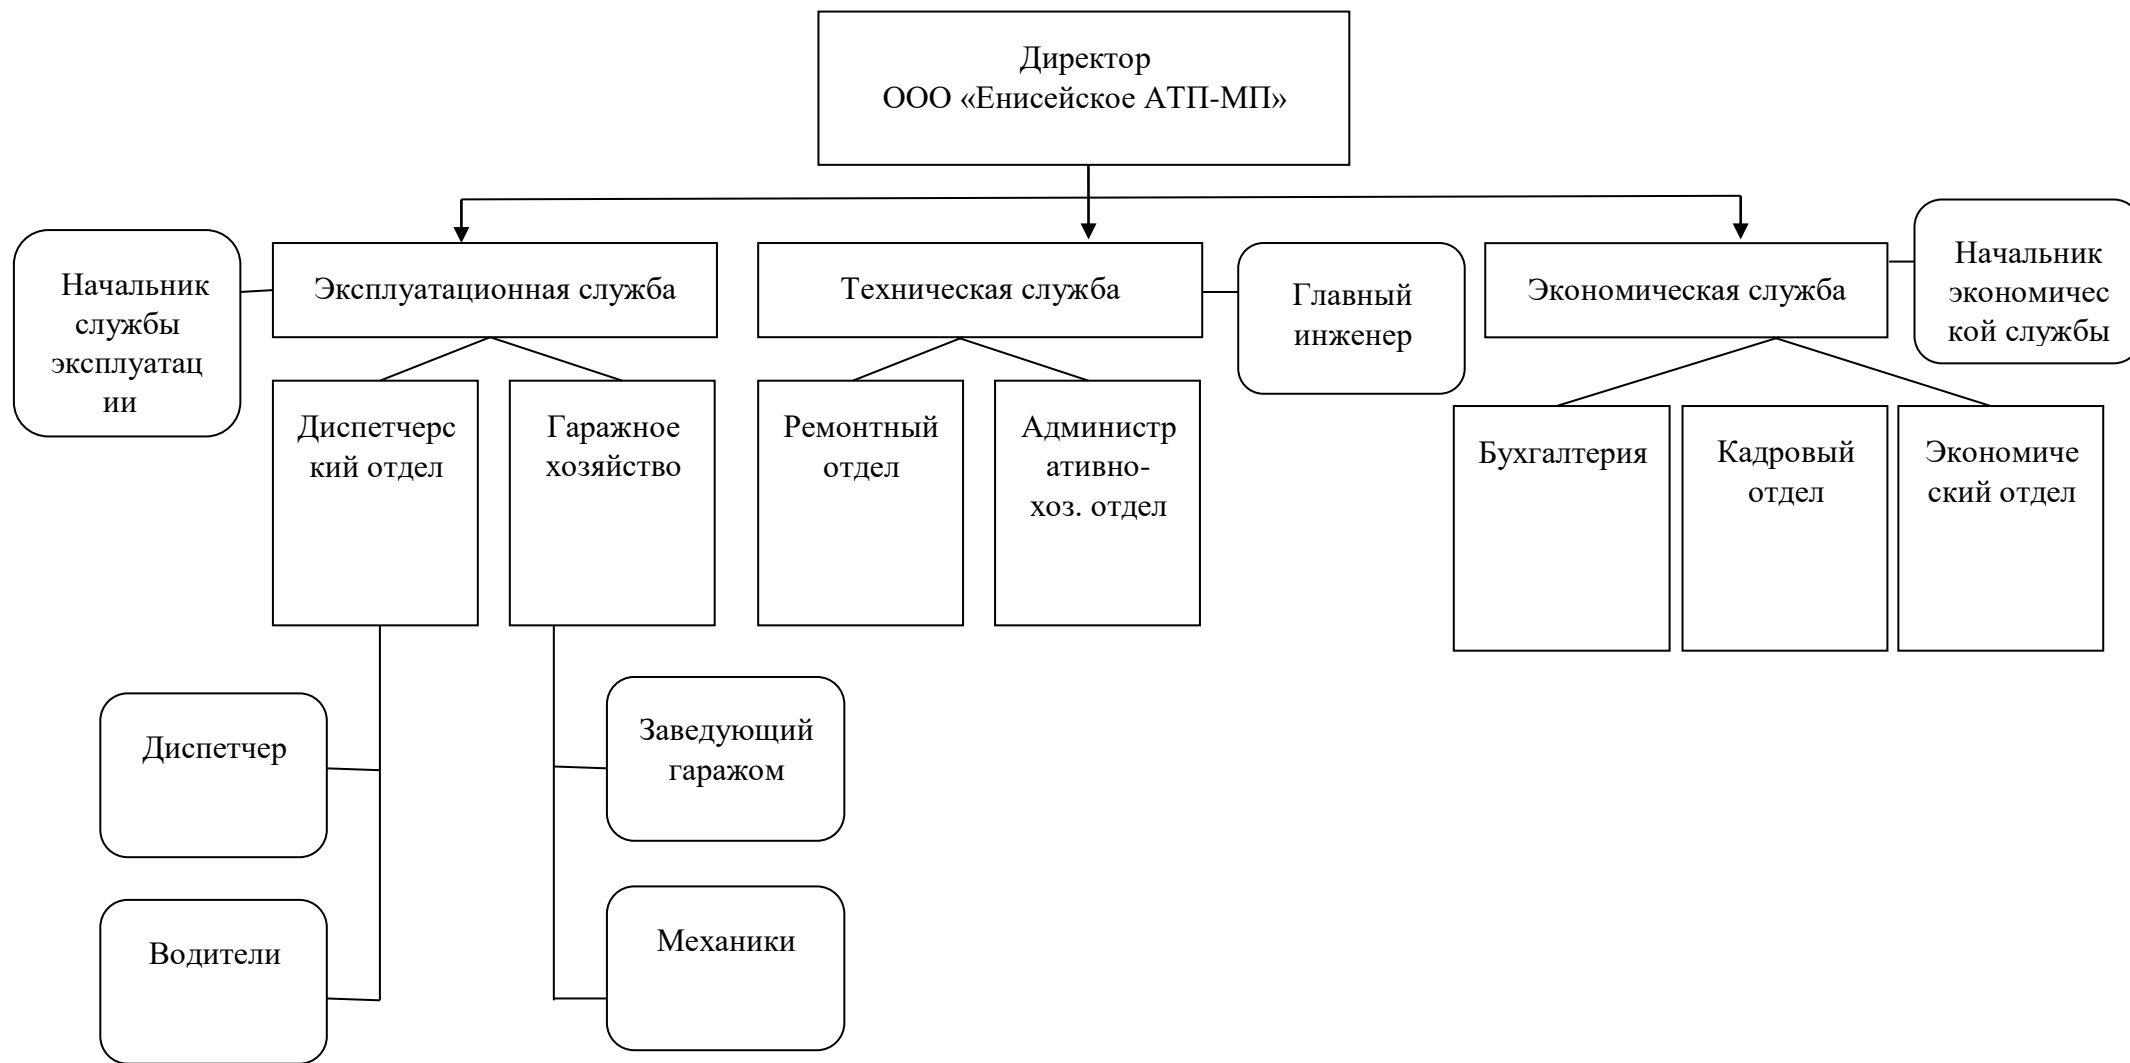 Директор
ООО «Енисейское АТП-МП»
Начальник
службы
эксплуатац
ии
Эксплуатационная служба
Техническая служба
Главный
инженер
Экономическая служба
Начальник
экономичес
кой службы
Диспетчерс
кий отдел
Гаражное
хозяйство
Ремонтный
отдел
Администр
ативно-
хоз. отдел
Бухгалтерия
Кадровый
отдел
Экономиче
ский отдел
Диспетчер
Заведующий
гаражом
Водители
Механики